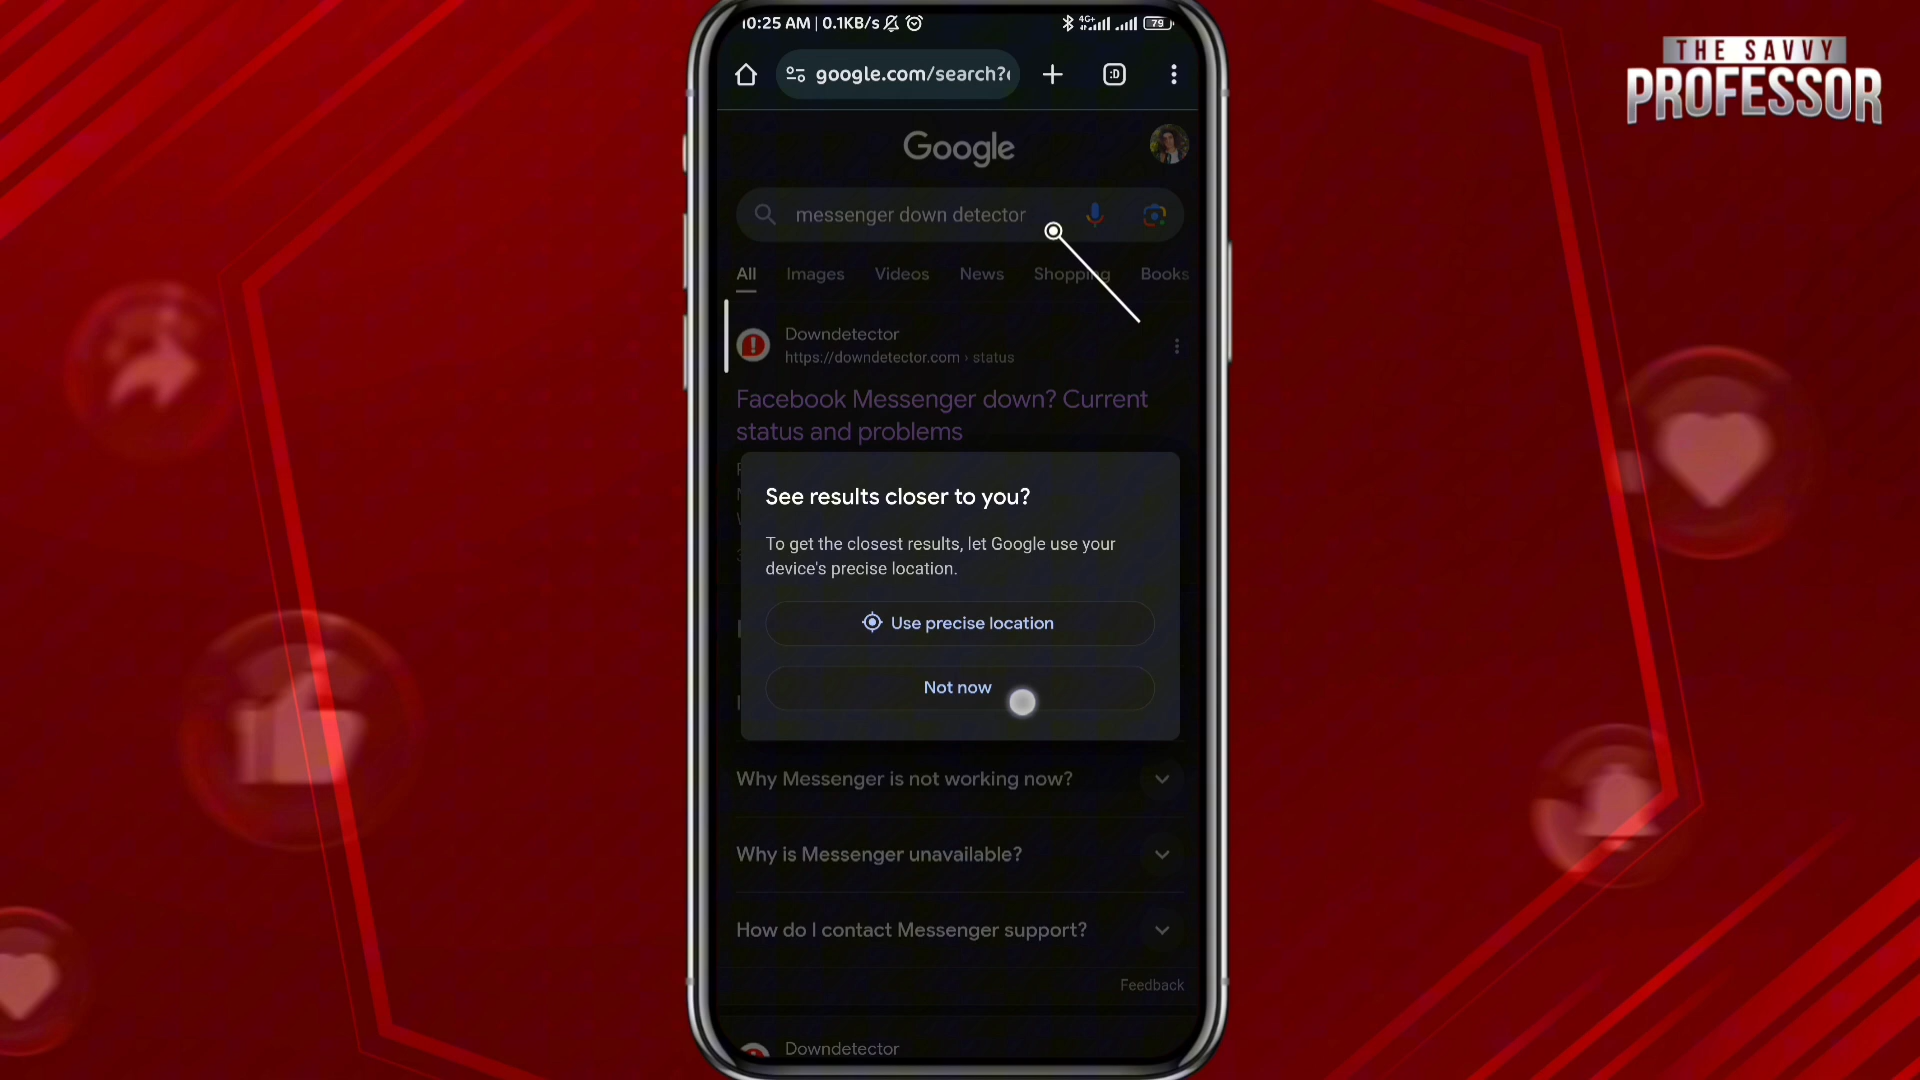 10:25 AM | 0.1KB/s
4G+
79
THE SAVVY
PROFESSOR
google.com/search?
:D
Google
messenger down detector
All Images Videos News Shopping Books
Downdetector
https://downdetector.com › status
Facebook Messenger down? Current
status and problems
See results closer to you?
To get the closest results, let Google use your
device's precise location.
Use precise location
Not now
Why Messenger is not working now?
Why is Messenger unavailable?
How do I contact Messenger support?
Feedback
Downdetector